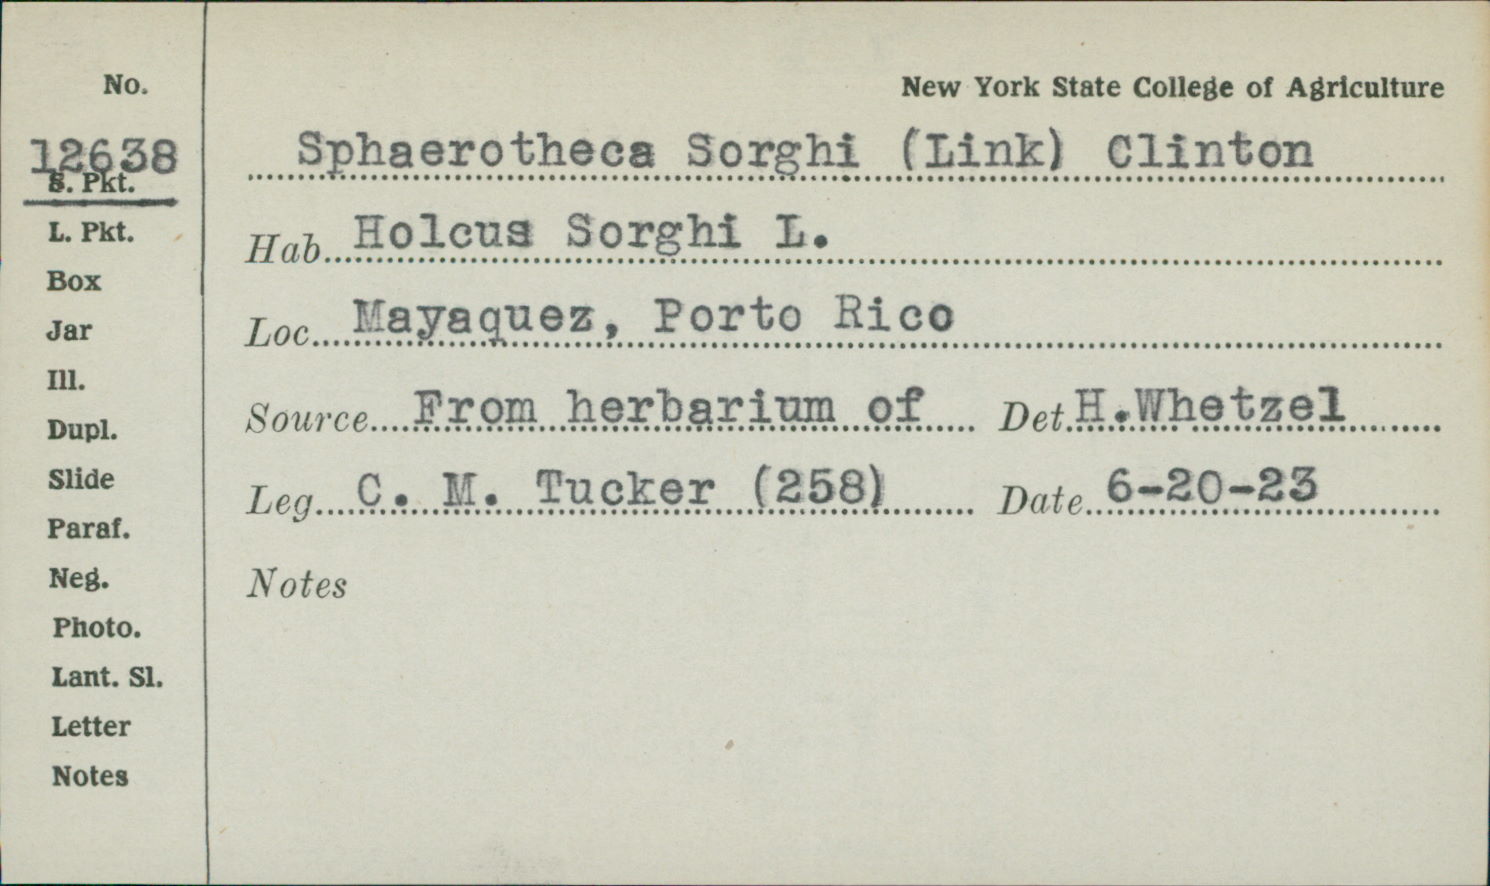 No.
New York State College of Agriculture
12638
Sphaerotheca Sorghi (Link) Clinton
S. Pkt.
L. Pkt.
Hab. Holcus Sorghi L.
Box
Jar
Loc. Mayaquez, Porto Rico
Ill.
Dupl.
Source From herbarium of Det. H.Whetzel
Slide
Leg. C. M. Tucker (258) Date 6-20-23
Paraf.
Neg.
Notes
Photo.
Lant. Sl.
Letter
Notes